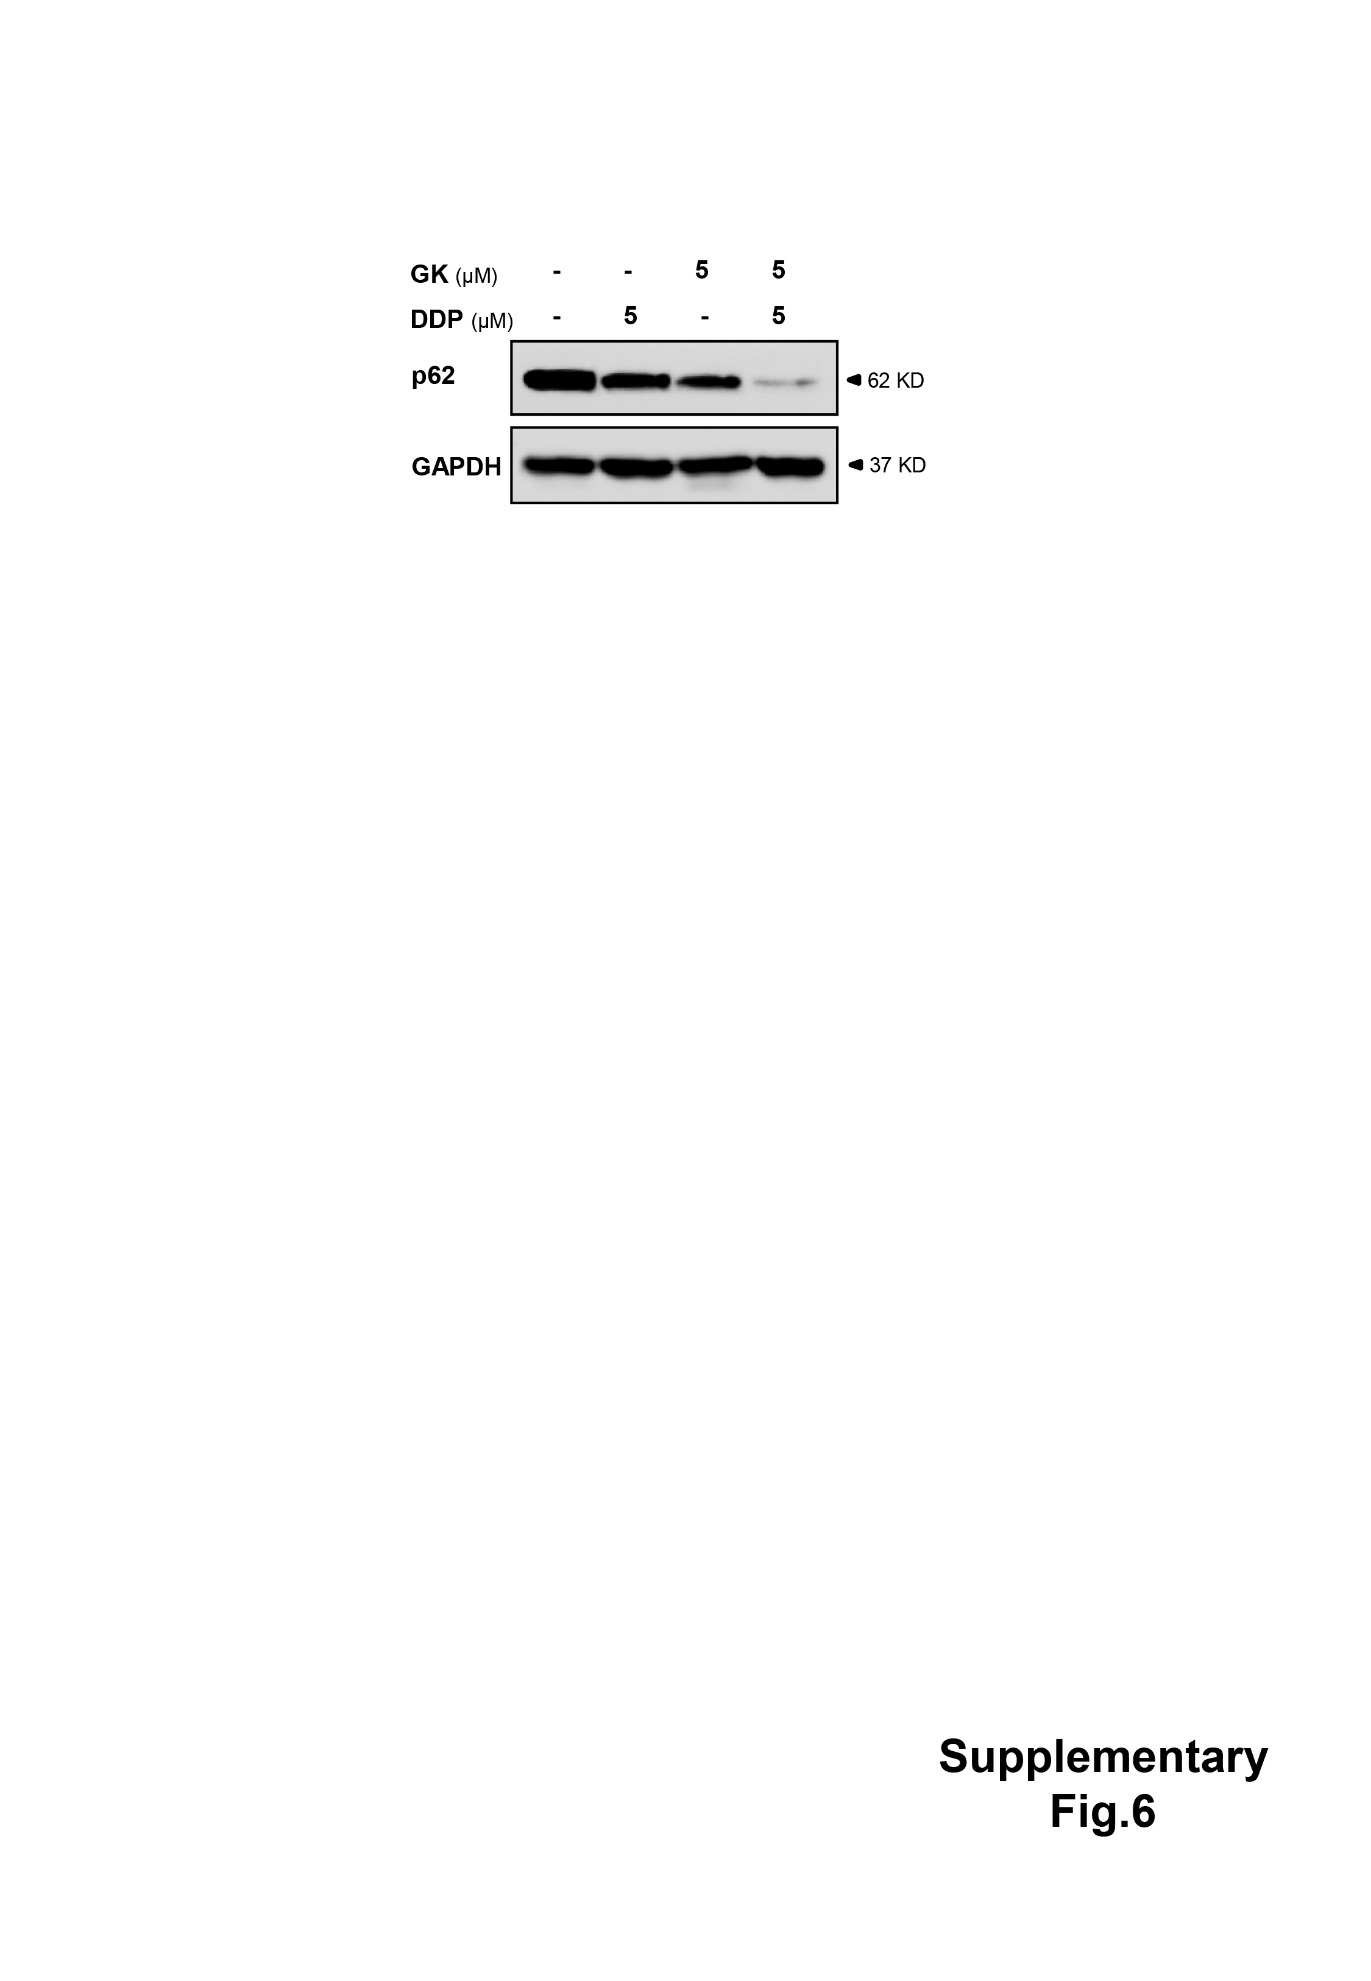 GK (µM) - - 5 5
DDP (µM) - 5 - 5
p62 62 KD
GAPDH 37 KD
Supplementary
Fig.6